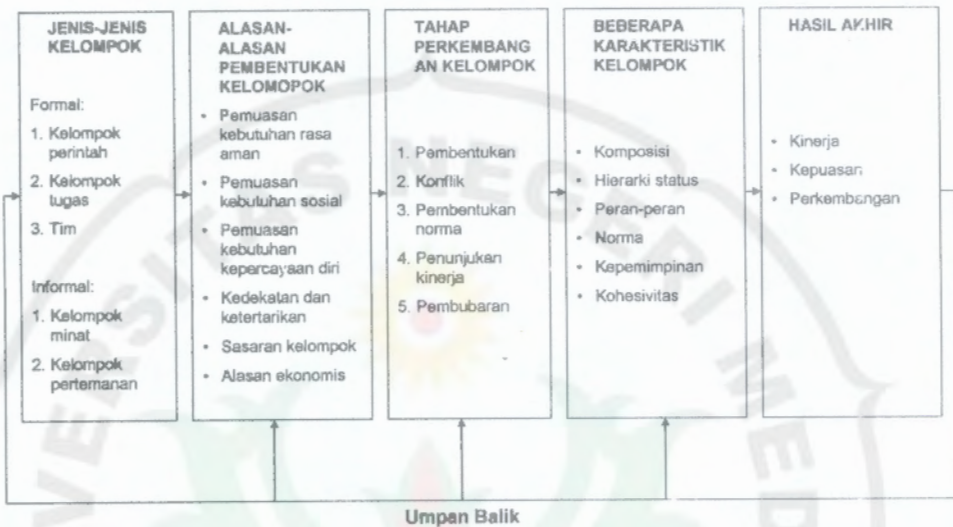 JENIS-JENIS
KELOMPOK
Formal:
1. Kelompok
perintah
2. Kelompok
tugas
3. Tim
Informal:
1. Kelompok
minat
2. Kelompok
pertemanan
ALASAN-
ALASAN
PEMBENTUKAN
KELOMOPOK
• Pemuasan
kebutuhan rasa
aman
• Pemuasan
kebutuhan sosial
• Pemuasan
kebutuhan
kepercayaan diri
• Kedekatan dan
ketertarikan
• Sasaran kelompok
• Alasan ekonomis
TAHAP
PERKEMBANG
AN KELOMPOK
1. Pembentukan
2. Konflik
3. Pembentukan
norma
4. Penunjukan
kinerja
5. Pembubaran
BEBERAPA
KARAKTERISTIK
KELOMPOK
• Komposisi
• Hierarki status
• Peran-peran
• Norma
• Kepemimpinan
• Kohesivitas
HASIL AKHIR
• Kinerja
• Kepuasan
• Perkembangan
Umpan Balik